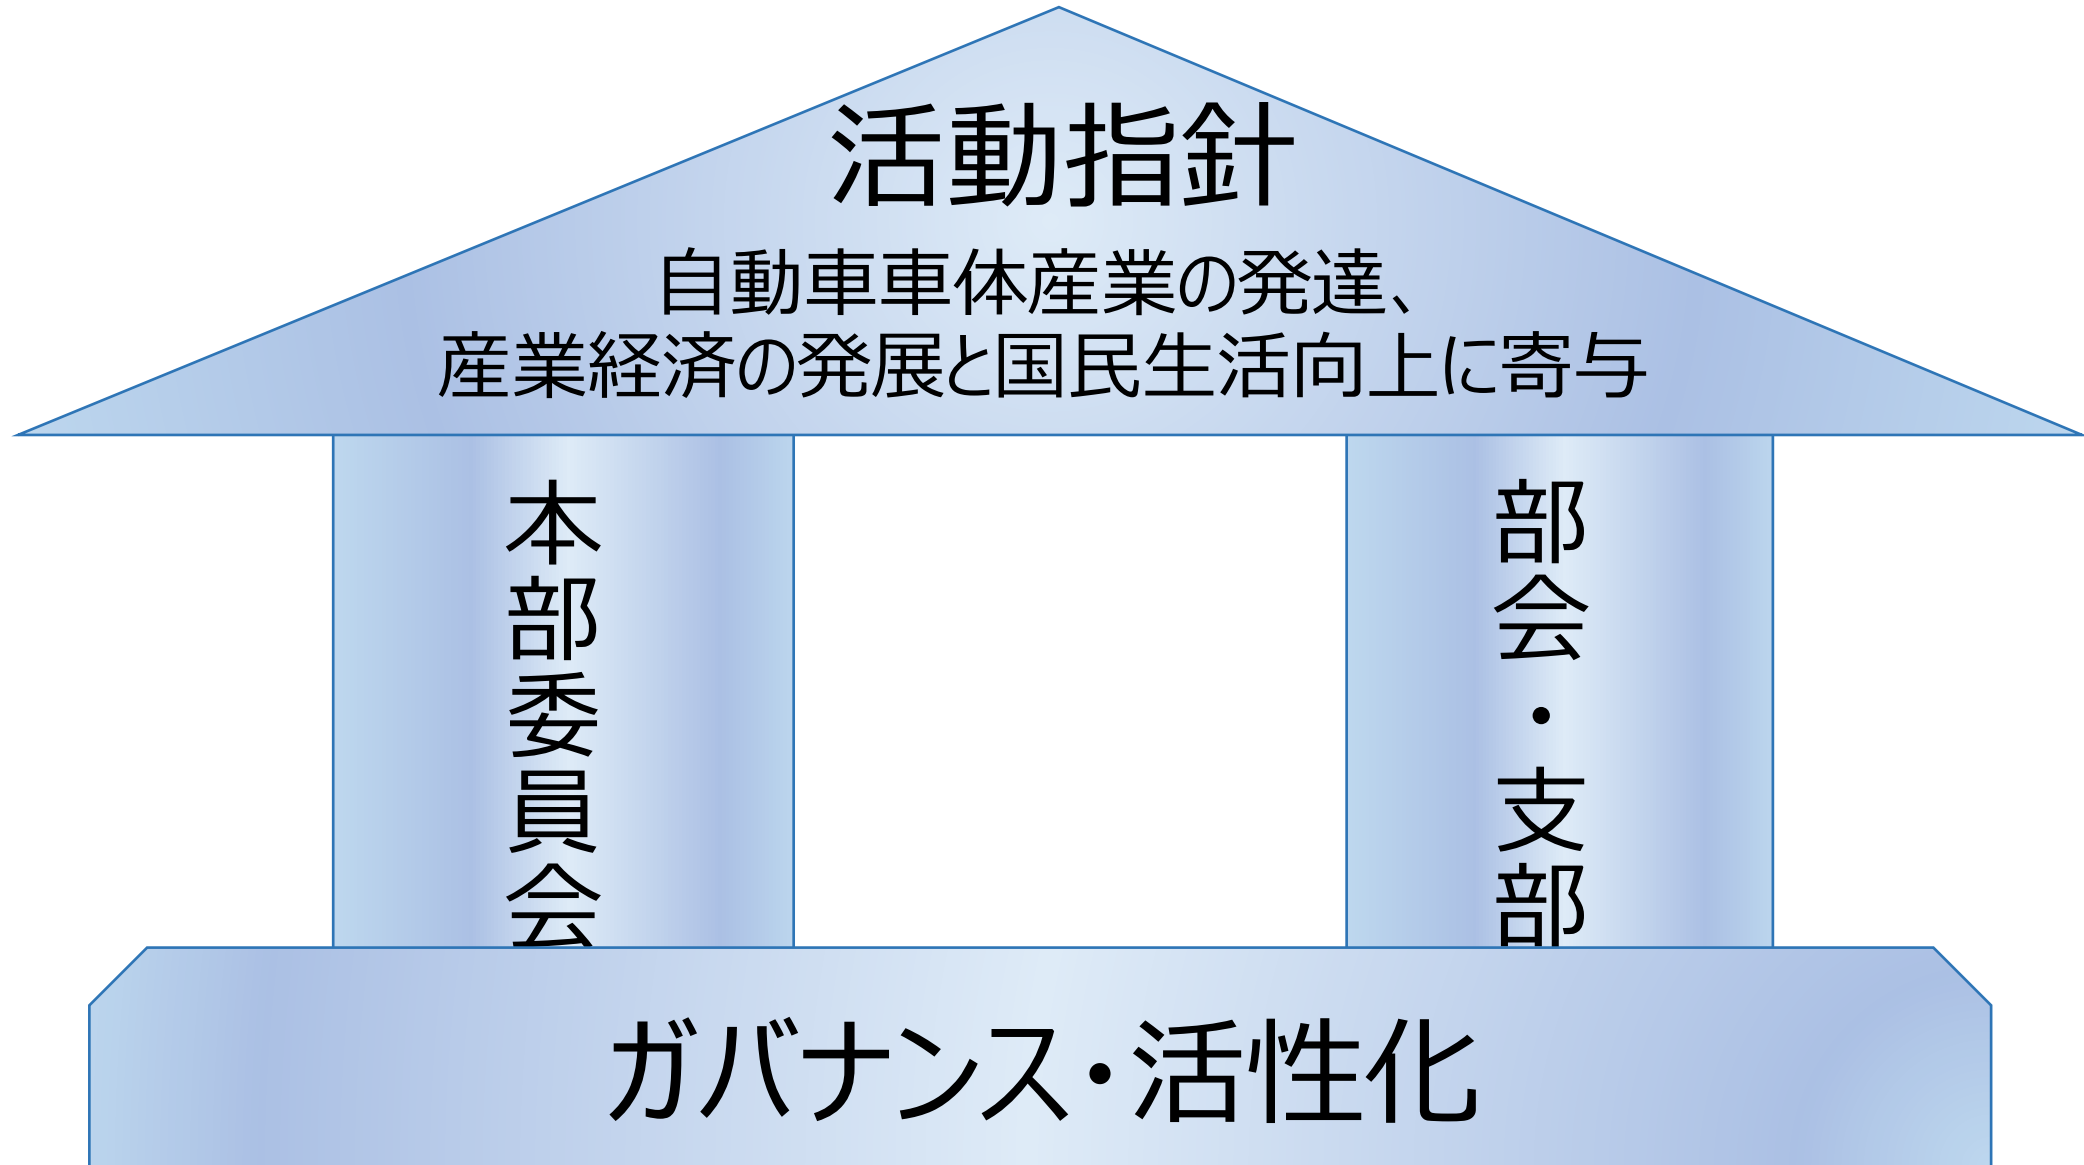 活動指針
自動車車体産業の発達、
産業経済の発展と国民生活向上に寄与
本部委員会
部会・支部
ガバナンス・活性化